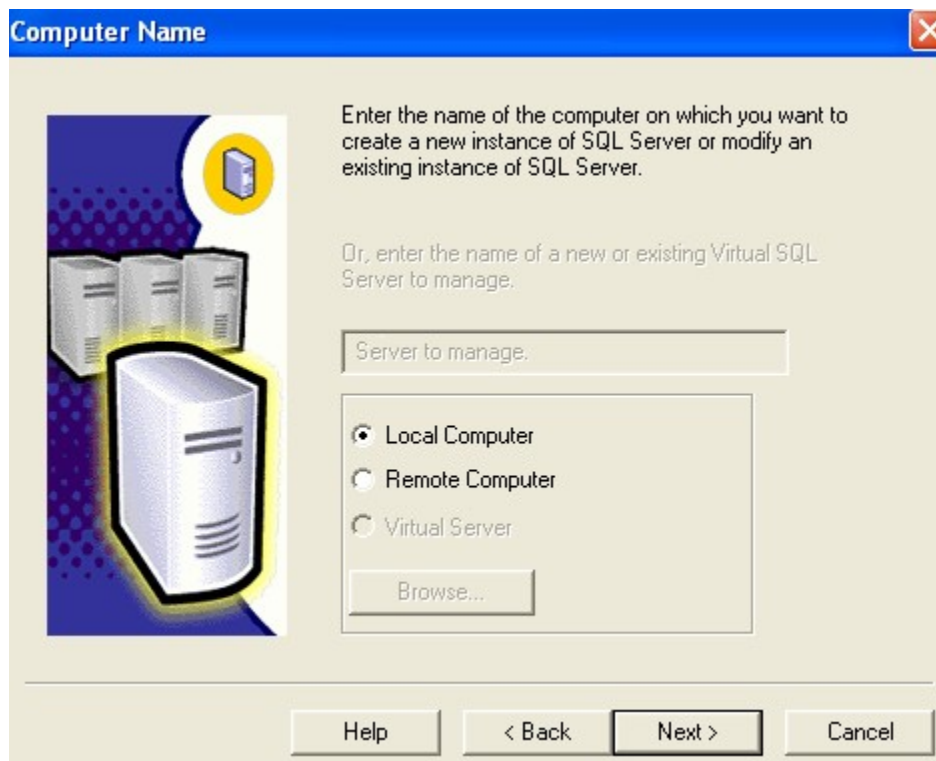 Computer Name
Enter the name of the computer on which you want to
create a new instance of SQL Server or modify an
existing instance of SQL Server.
Or, enter the name of a new or existing Virtual SQL
Server to manage.
Server to manage.
Local Computer
Remote Computer
Virtual Server
Browse...
Help
< Back
Next >
Cancel